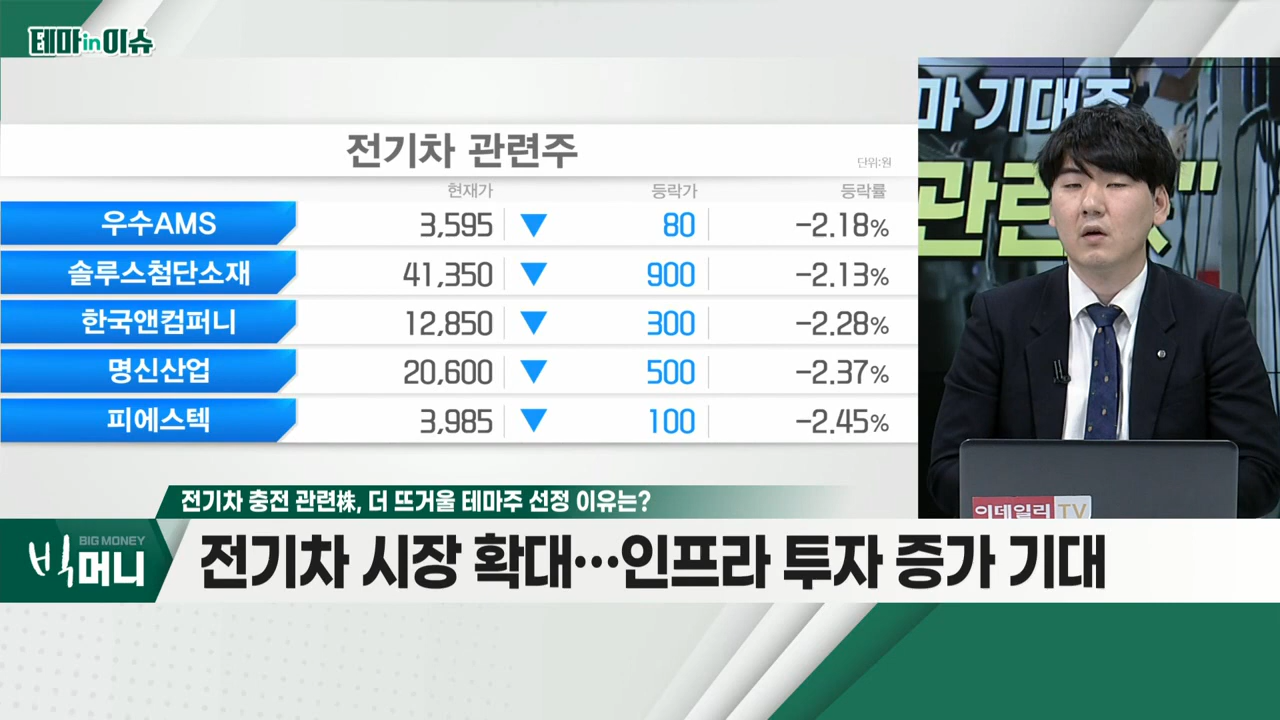 테마in이슈
마 기대주
관련
"
전기차 관련주
단위:원
현재가 등락가 등락률
우수AMS 3,595 ▼ 80 -2.18%
솔루스첨단소재 41,350 ▼ 900 -2.13%
한국앤컴퍼니 12,850 ▼ 300 -2.28%
명신산업 20,600 ▼ 500 -2.37%
피에스텍 3,985 ▼ 100 -2.45%
이데일리TV
전기차 충전 관련株, 더 뜨거울 테마주 선정 이유는?
BIG MONEY
빅머니
전기차 시장 확대…인프라 투자 증가 기대